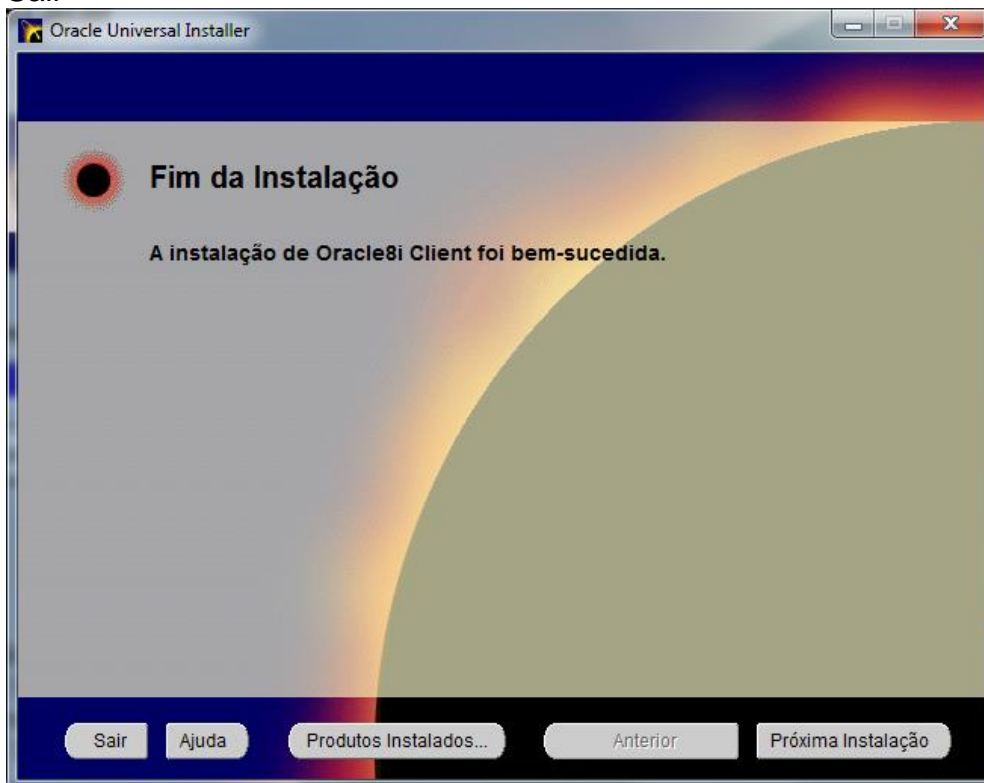 Sair
Oracle Universal Installer
Fim da Instalação
A instalação de Oracle8i Client foi bem-sucedida.
Sair Ajuda Produtos Instalados... Anterior Próxima Instalação